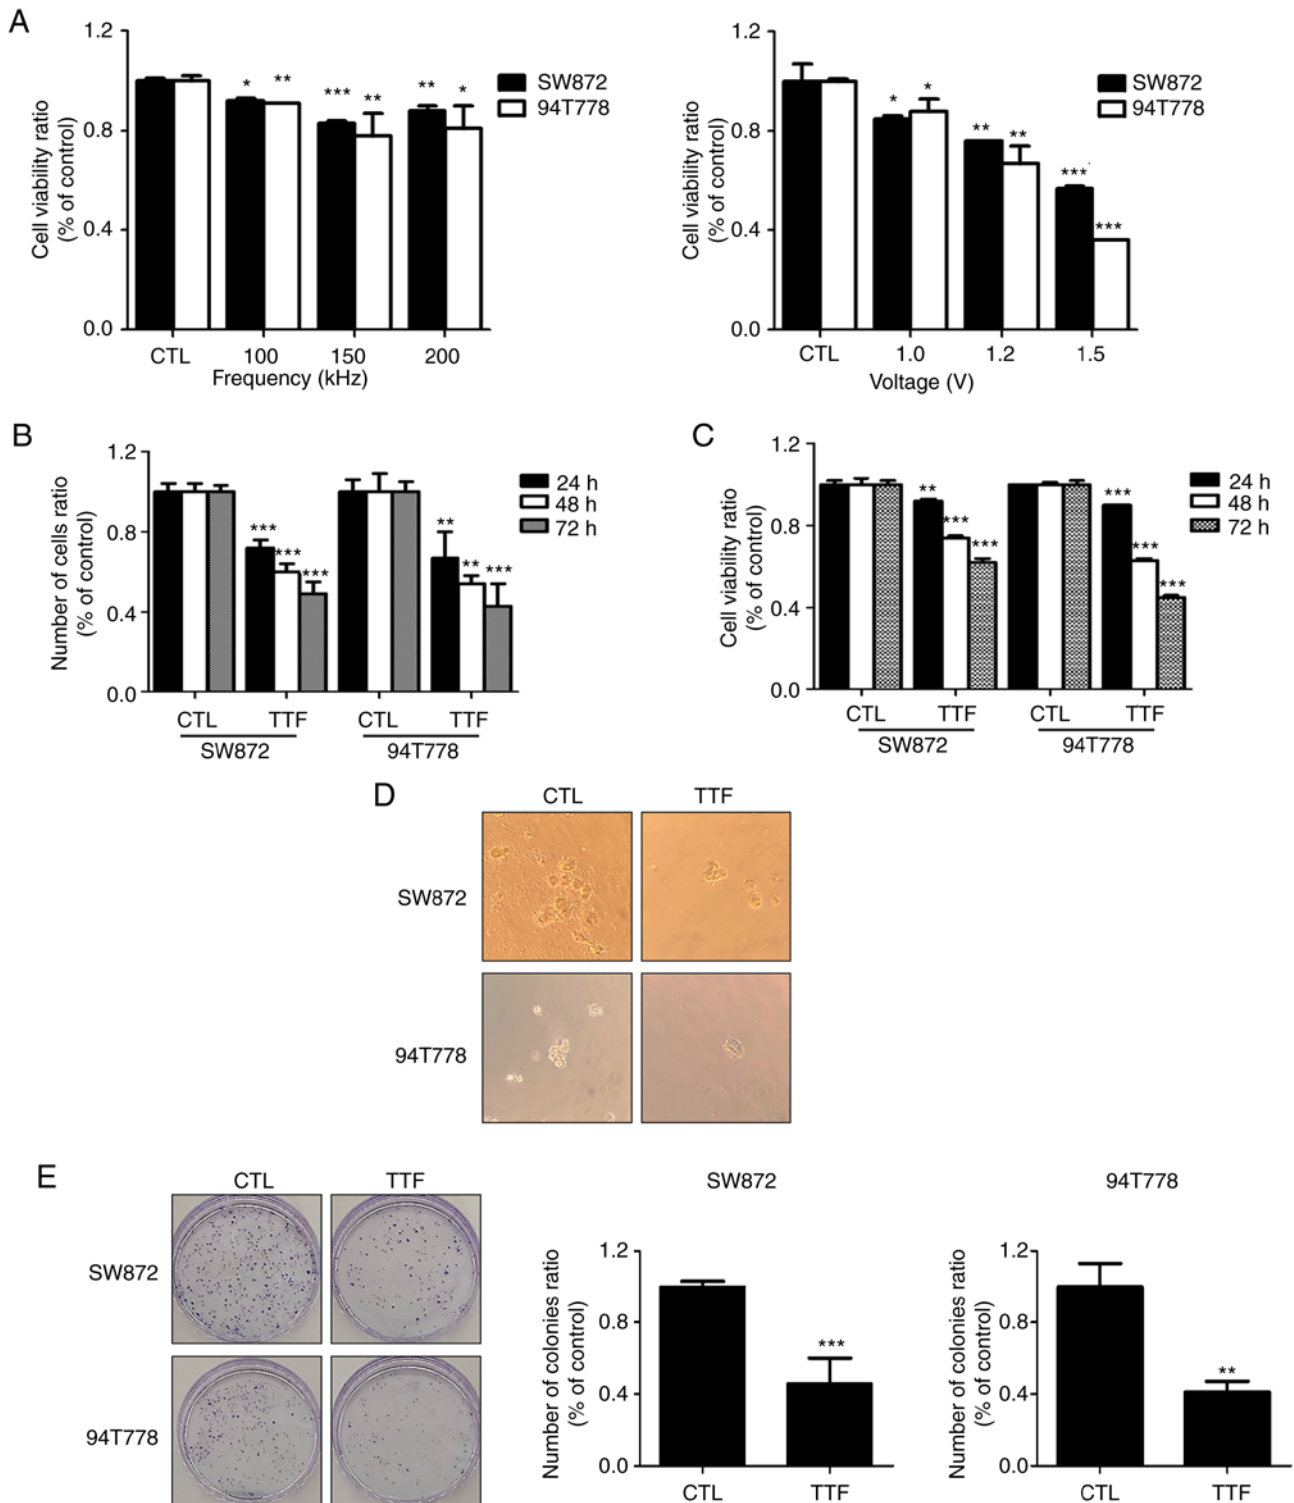 A
1.2
0.8
0.4
0.0
Cell viability ratio
(% of control)
* ** *** ** ** *
SW872
94T778
CTL 100 150 200
Frequency (kHz)
1.2
0.8
0.4
0.0
Cell viability ratio
(% of control)
* * ** ** *** ***
SW872
94T778
CTL 1.0 1.2 1.5
Voltage (V)
B
1.2
0.8
0.4
0.0
Number of cells ratio
(% of control)
*** *** *** ** ** ***
24 h
48 h
72 h
CTL TTF CTL TTF
SW872 94T778
C
1.2
0.8
0.4
0.0
Cell viability ratio
(% of control)
** *** *** *** *** ***
24 h
48 h
72 h
CTL TTF CTL TTF
SW872 94T778
D
CTL TTF
SW872
94T778
E
CTL TTF
SW872
94T778
SW872
1.2
0.8
0.4
0.0
Number of colonies ratio
(% of control)
***
CTL TTF
94T778
1.2
0.8
0.4
0.0
Number of colonies ratio
(% of control)
**
CTL TTF